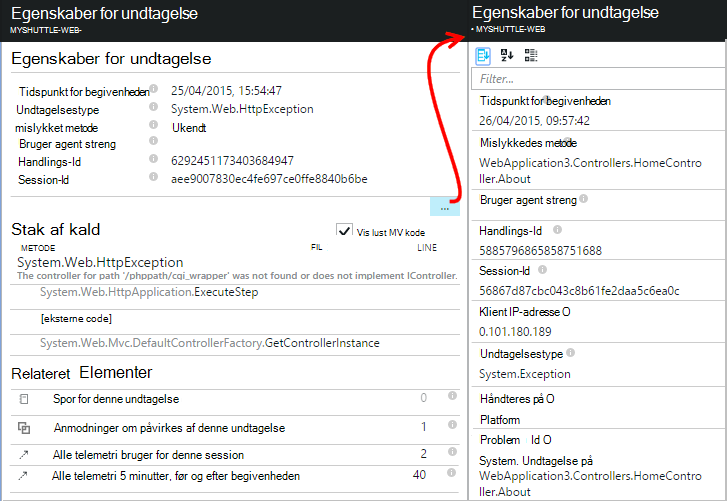 Egenskaber for undtagelse
MYSHUTTLE-WEB-
Egenskaber for undtagelse
Tidspunkt for begivenheden 25/04/2015, 15:54:47
Undtagelsestype System.Web.HttpException
mislykket metode Ukendt
Bruger agent streng
Handlings-Id 6292451173403684947
Session-Id aee9007830ec4fe697ce0ffe8840b6be
...
Stak af kald Vis lust MV kode
METODE FIL LINE
System.Web.HttpException
The controller for path '/phppath/cgi_wrapper' was not found or does not implement IController.
System.Web.HttpApplication.ExecuteStep
[eksterne code]
System.Web.Mvc.DefaultControllerFactory.GetControllerInstance
Relateret Elementer
Spor for denne undtagelse 0
Anmodninger om påvirkes af denne undtagelse 1
Alle telemetri bruger for denne session 2
Alle telemetri 5 minutter, før og efter begivenheden 40
Egenskaber for undtagelse
• MYSHUTTLE-WEB
Filter...
Tidspunkt for begivenheden
26/04/2015, 09:57:42
Mislykkedes metode
WebApplication3.Controllers.HomeContro
ller.About
Bruger agent streng
Handlings-Id
5885796865858751688
Session-Id
56867d87cbc043c8b61fe2daa5c6ea0c
Klient IP-adresse O
0.101.180.189
Undtagelsestype
System.Exception
Håndteres på O
Platform
Problem Id O
System. Undtagelse på
WebApplication3.Controllers.HomeContro
ller.About